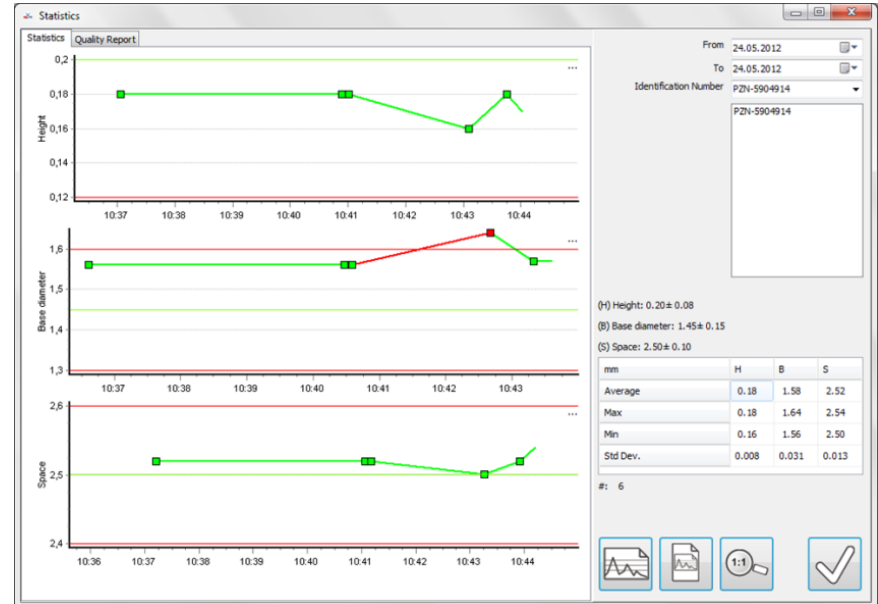 Statistics
Statistics Quality Report
0,2
0,18
0,16
0,14
0,12
Height
...
10:37 10:38 10:39 10:40 10:41 10:42 10:43 10:44
1,6
1,5
1,4
1,3
Base diameter
...
10:37 10:38 10:39 10:40 10:41 10:42 10:43
2,6
2,5
2,4
Space
...
10:36 10:37 10:38 10:39 10:40 10:41 10:42 10:43 10:44
From 24.05.2012
To 24.05.2012
Identification Number PZN-5904914
PZN-5904914
(H) Height: 0.20± 0.08
(B) Base diameter: 1.45± 0.15
(S) Space: 2.50± 0.10
mm H B S
Average 0.18 1.58 2.52
Max 0.18 1.64 2.54
Min 0.16 1.56 2.50
Std Dev. 0.008 0.031 0.013
#: 6
1:1